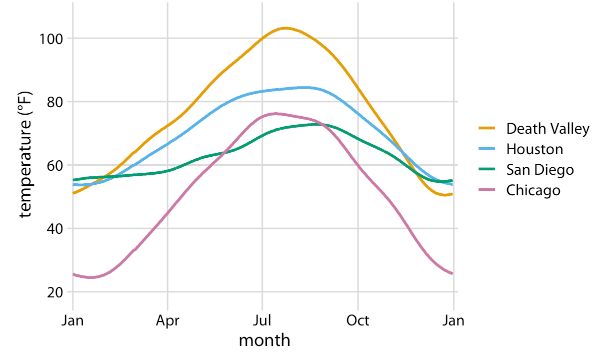 temperature (°F)
100
80
60
40
20
Jan
Apr
Jul
Oct
Jan
month
Death Valley
Houston
San Diego
Chicago